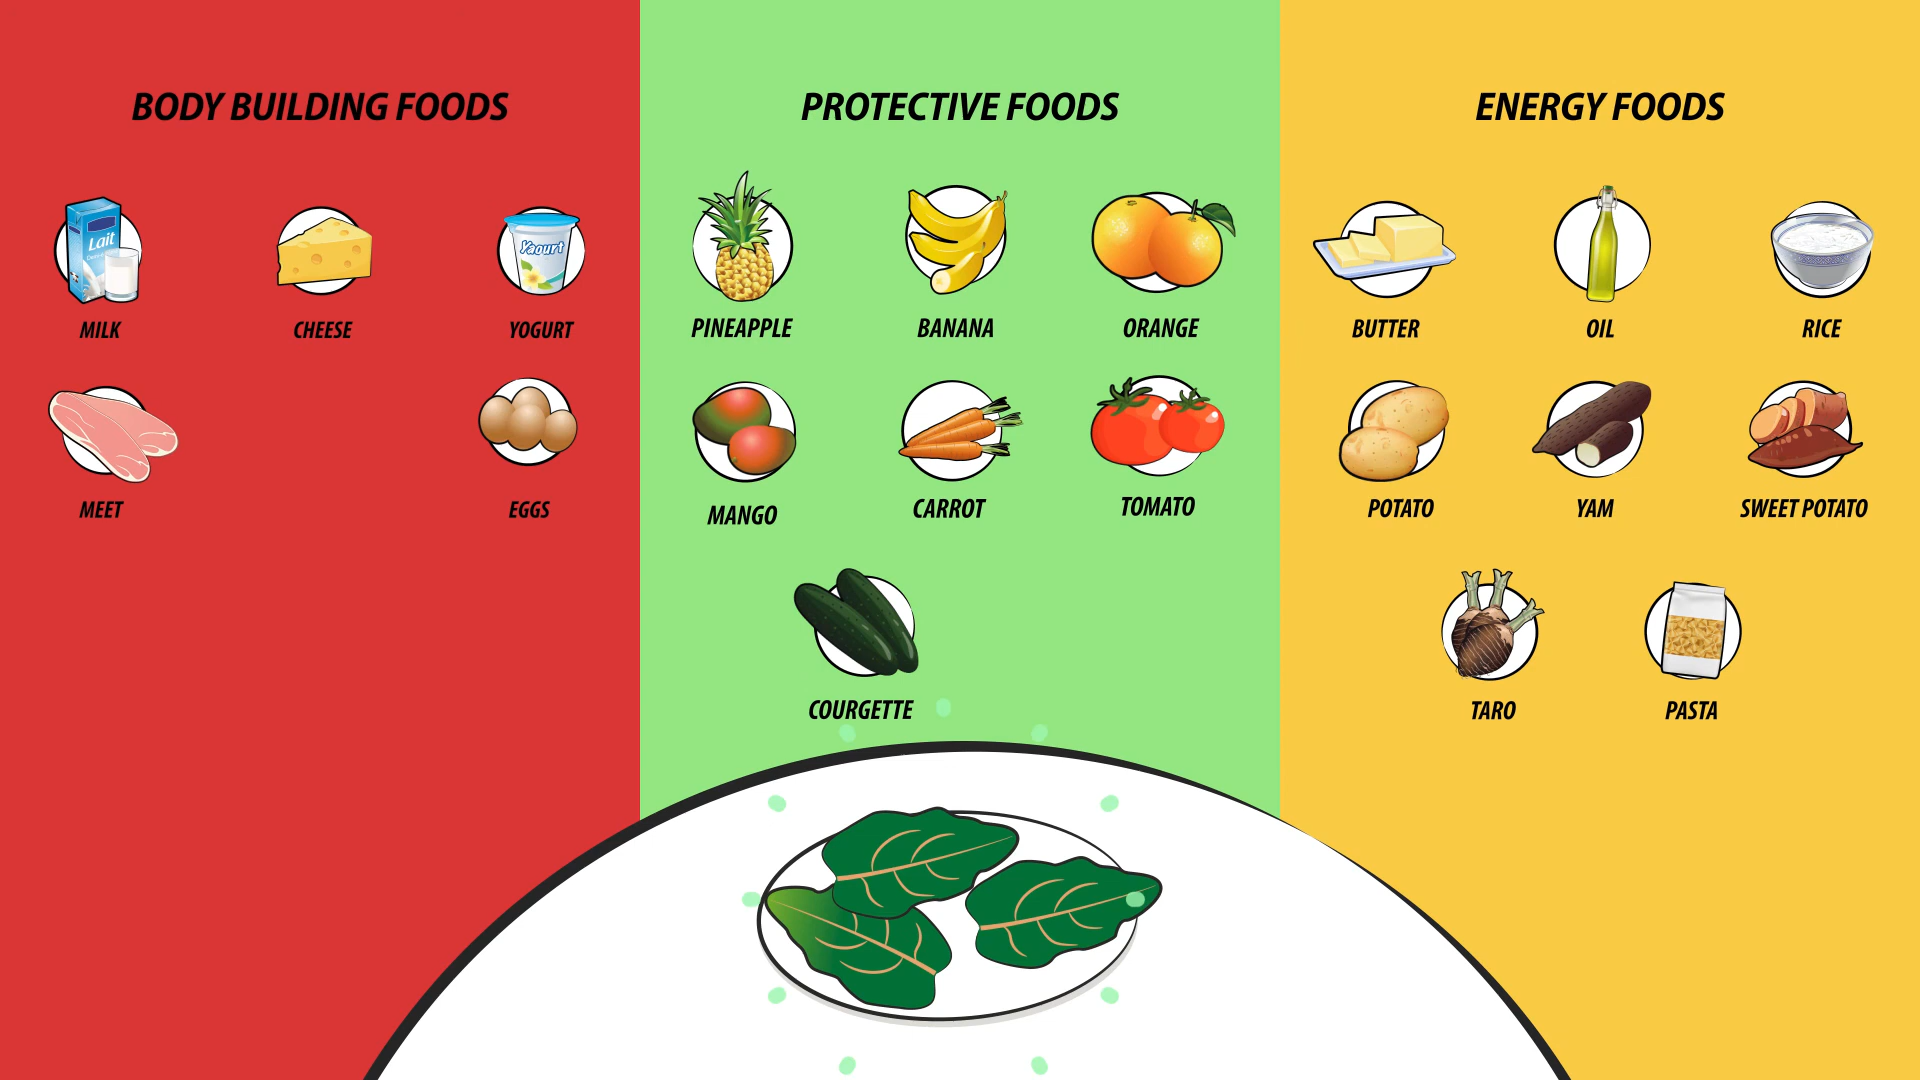 BODY BUILDING FOODS
PROTECTIVE FOODS
ENERGY FOODS
Lait
Yaourt
MILK
CHEESE
YOGURT
PINEAPPLE
BANANA
ORANGE
BUTTER
OIL
RICE
MEET
EGGS
MANGO
CARROT
TOMATO
POTATO
YAM
SWEET POTATO
COURGETTE
TARO
PASTA